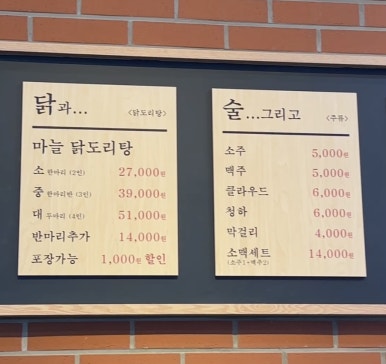 닭과... <닭도리탕>
마늘 닭도리탕
소 한마리 (2인) 27,000원
중 한마리반 (3인) 39,000원
대 두마리 (4인) 51,000원
반마리추가 14,000원
포장가능 1,000원 할인
술...그리고 <주류>
소주 5,000원
맥주 5,000원
클라우드 6,000원
청하 6,000원
막걸리 4,000원
소맥세트 14,000원
(소주1+맥주2)